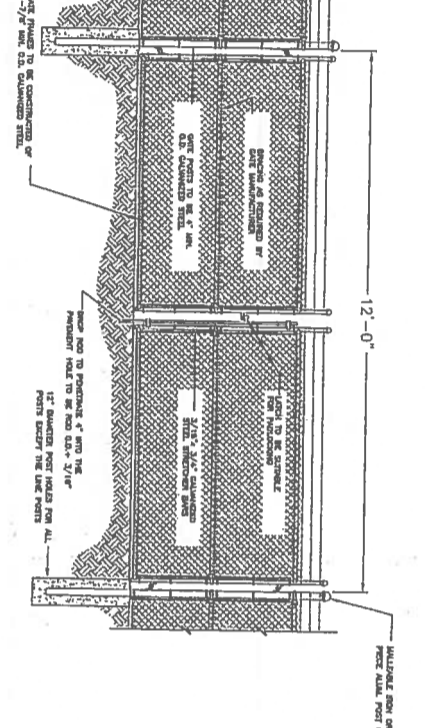 12'-0"
MALLEABLE IRON OR
PIECE ALUM. POST
BRACING AS REQUIRED BY
GATE MANUFACTURER
GATE POSTS TO BE 4" MIN.
O.D. GALVANIZED STEEL
LATCH TO BE SUITABLE
FOR PADLOCKING
3/16" X 3/4" GALVANIZED
STEEL STRETCHER BARS
GATE FRAMES TO BE CONSTRUCTED OF
-7/8" MIN. O.D. GALVANIZED STEEL
DROP ROD TO PENETRATE 4" INTO THE
PAVEMENT HOLE TO BE ROD O.D.+ 3/16"
12" DIAMETER POST HOLES FOR ALL
POSTS EXCEPT THE LINE POSTS